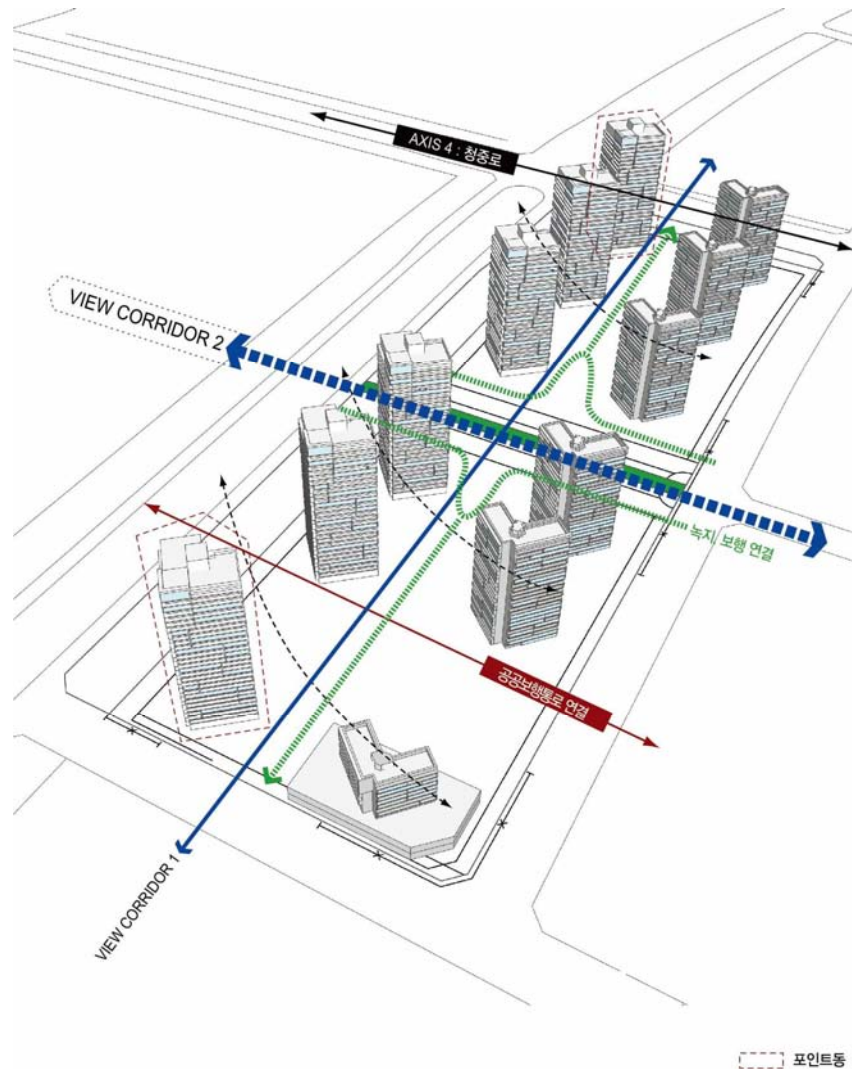 AXIS 4 : 청중로
VIEW CORRIDOR 2
녹지, 보행 연결
공공보행통로 연결
VIEW CORRIDOR 1
포인트동